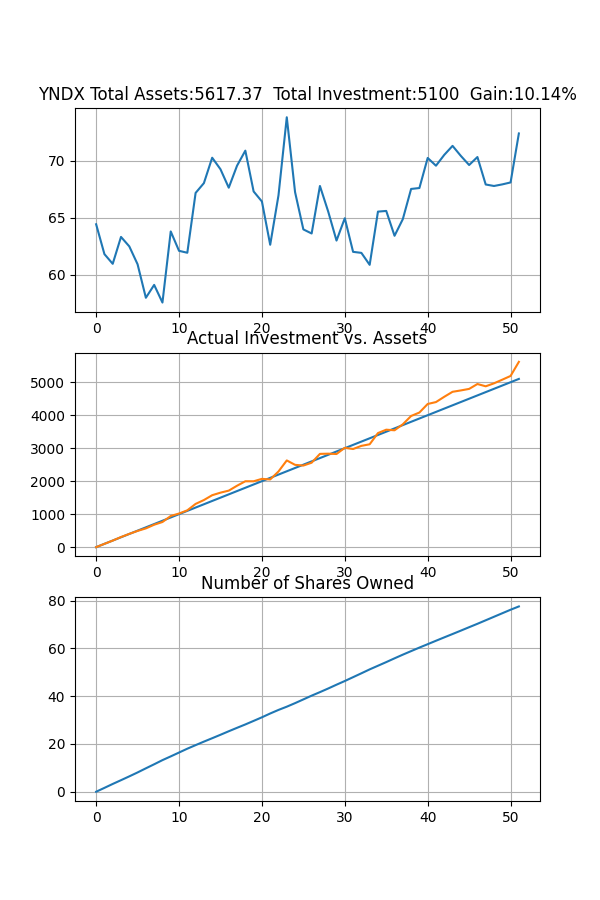 YNDX Total Assets:5617.37  Total Investment:5100  Gain:10.14%
70
65
60
0 10 20 30 40 50
Actual Investment vs. Assets
5000
4000
3000
2000
1000
0
0 10 20 30 40 50
Number of Shares Owned
80
60
40
20
0
0 10 20 30 40 50